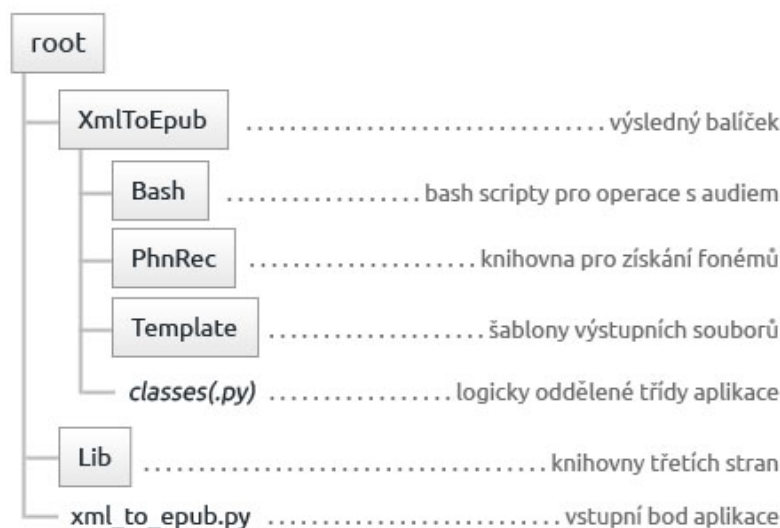 root
XmlToEpub ................................. výsledný balíček
Bash .................. bash scripty pro operace s audiem
PhnRec ..................... knihovna pro získání fonémů
Template ..................... šablony výstupních souborů
classes(.py) ................. logicky oddělené třídy aplikace
Lib ..................................... knihovny třetích stran
xml_to_epub.py .......................... vstupní bod aplikace